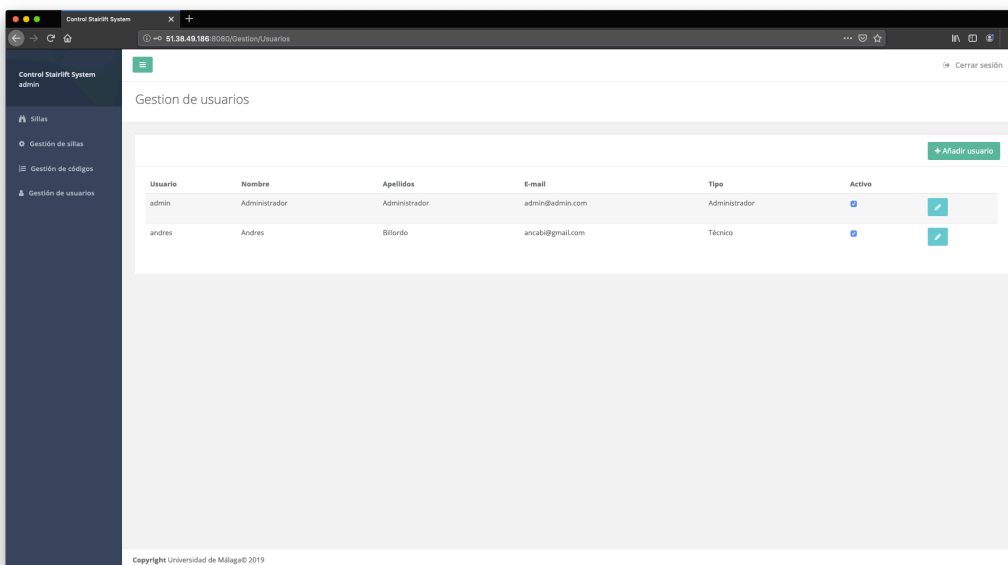 Control Stairlift System
51.38.49.186:8080/Gestion/Usuarios
Control Stairlift System
admin
Cerrar sesión
Gestion de usuarios
Sillas
Gestión de sillas
Gestión de códigos
Gestión de usuarios
Añadir usuario
Usuario Nombre Apellidos E-mail Tipo Activo
admin Administrador Administrador admin@admin.com Administrador
andres Andres Billordo ancabi@gmail.com Técnico
Copyright Universidad de Málaga© 2019